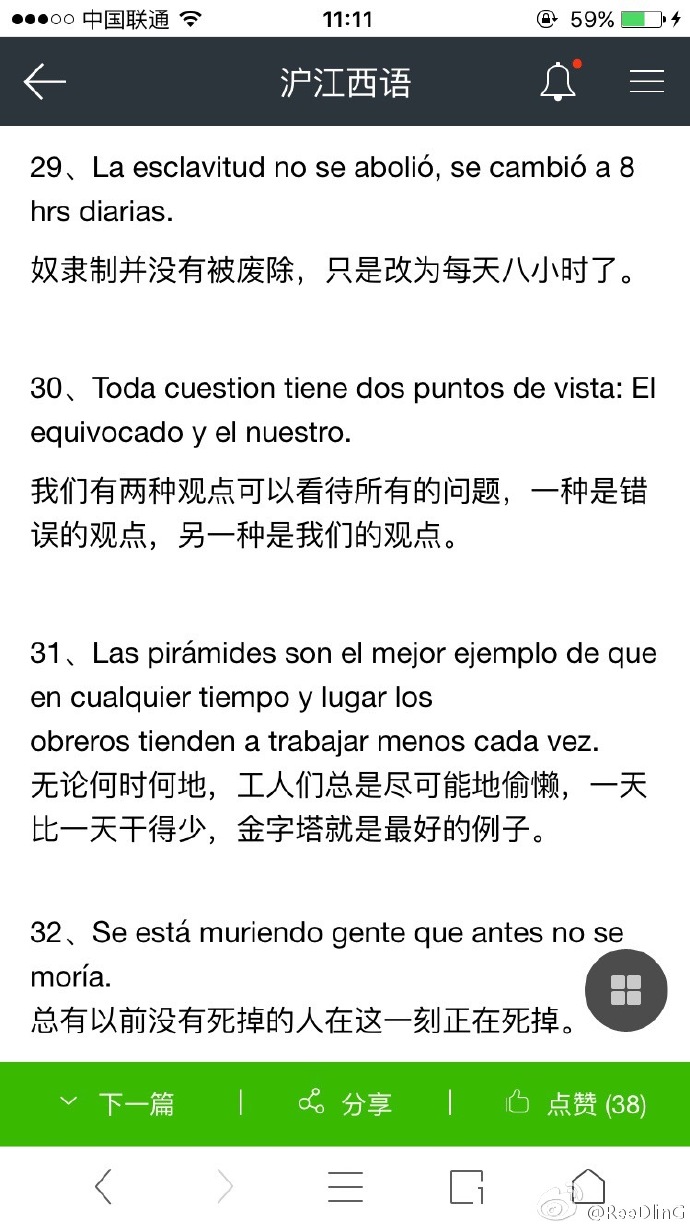 中国联通
11:11
59%
沪江西语
29、La esclavitud no se abolió, se cambió a 8
hrs diarias.
奴隶制并没有被废除，只是改为每天八小时了。
30、Toda cuestion tiene dos puntos de vista: El
equivocado y el nuestro.
我们有两种观点可以看待所有的问题，一种是错
误的观点，另一种是我们的观点。
31、Las pirámides son el mejor ejemplo de que
en cualquier tiempo y lugar los
obreros tienden a trabajar menos cada vez.
无论何时何地，工人们总是尽可能地偷懒，一天
比一天干得少，金字塔就是最好的例子。
32、Se está muriendo gente que antes no se
moría.
总有以前没有死掉的人在这一刻正在死掉。
下一篇
分享
点赞 (38)
1
@ReeDlinG